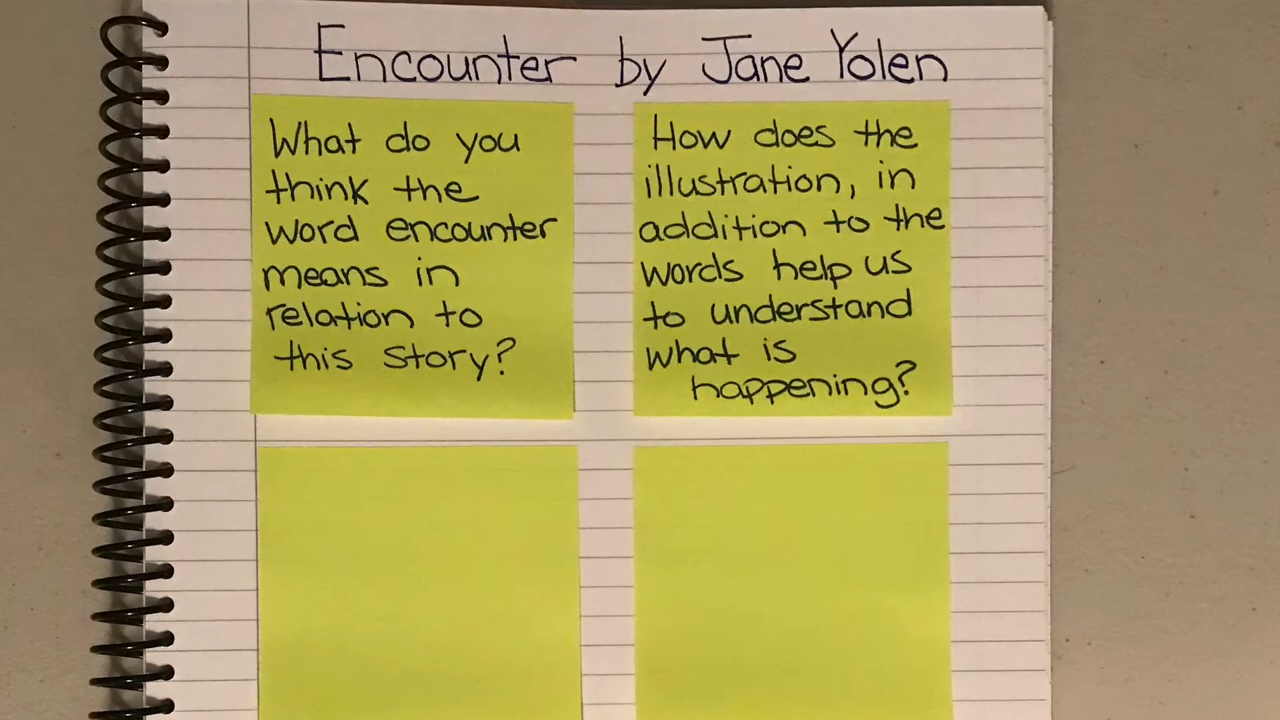 Encounter by Jane Yolen
What do you
think the
word encounter
means in
relation to
this story?
How does the
illustration, in
addition to the
words help us
to understand
what is
happening?